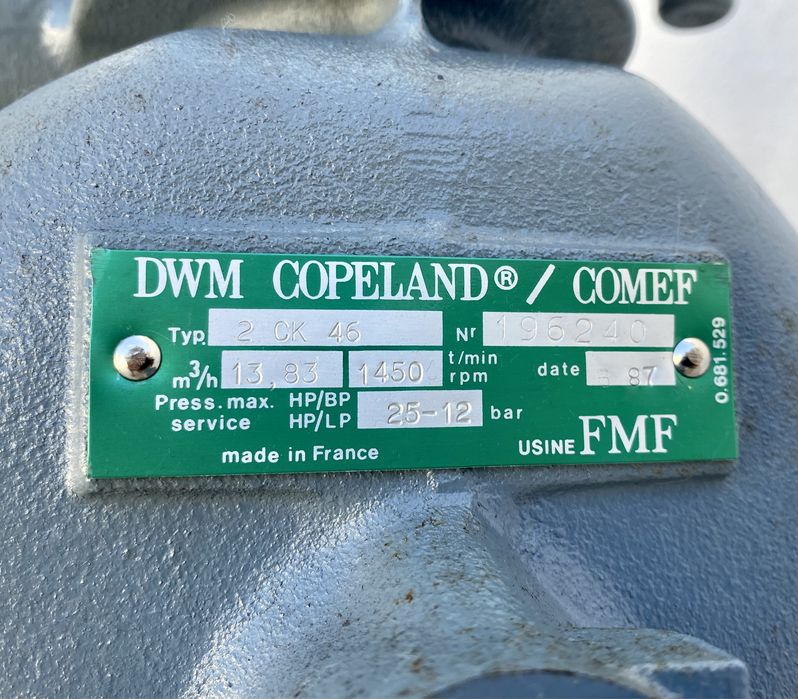 DWM COPELAND® / COMEF
Typ. 2 CK 46 Nr 196240
m³/h 13,83 1450 t/min rpm date 87
Press. max. service HP/BP HP/LP 25-12 bar
made in France USINE FMF
0.681.529